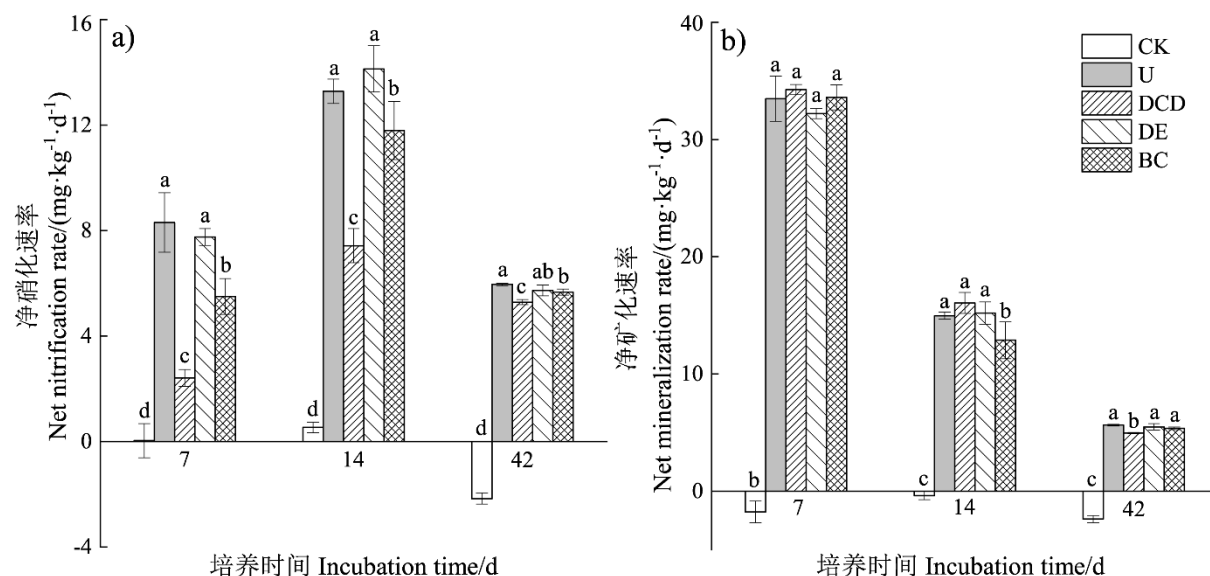 a)
净硝化速率
Net nitrification rate/(mg·kg⁻¹·d⁻¹)
16
12
8
4
0
-4
d a c a b
d a c a b
d a c ab b
7 14 42
培养时间 Incubation time/d
b)
净矿化速率
Net mineralization rate/(mg·kg⁻¹·d⁻¹)
40
30
20
10
0
b a a a a
c a a a b
c a b a a
7 14 42
培养时间 Incubation time/d
CK
U
DCD
DE
BC